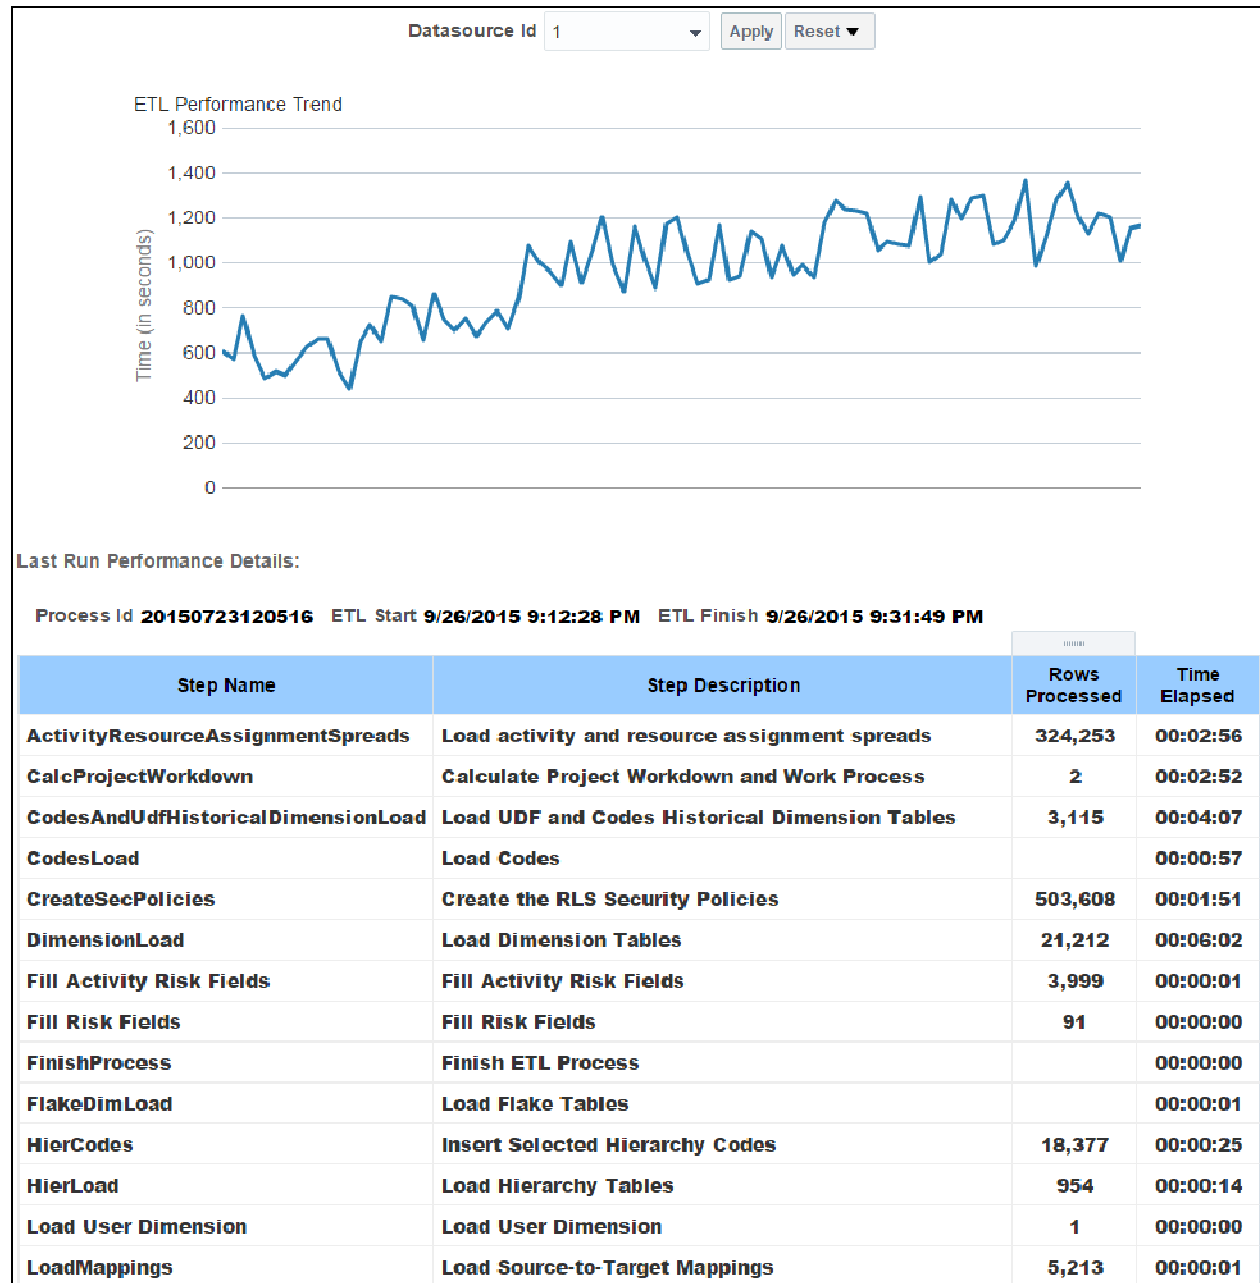 Datasource Id 1 Apply Reset
ETL Performance Trend
1,600
1,400
1,200
1,000
800
600
400
200
0
Time (in seconds)
Last Run Performance Details:
Process Id 20150723120516 ETL Start 9/26/2015 9:12:28 PM ETL Finish 9/26/2015 9:31:49 PM
Step Name Step Description Rows Processed Time Elapsed
ActivityResourceAssignmentSpreads Load activity and resource assignment spreads 324,253 00:02:56
CalcProjectWorkdown Calculate Project Workdown and Work Process 2 00:02:52
CodesAndUdfHistoricalDimensionLoad Load UDF and Codes Historical Dimension Tables 3,115 00:04:07
CodesLoad Load Codes 00:00:57
CreateSecPolicies Create the RLS Security Policies 503,608 00:01:51
DimensionLoad Load Dimension Tables 21,212 00:06:02
Fill Activity Risk Fields Fill Activity Risk Fields 3,999 00:00:01
Fill Risk Fields Fill Risk Fields 91 00:00:00
FinishProcess Finish ETL Process 00:00:00
FlakeDimLoad Load Flake Tables 00:00:01
HierCodes Insert Selected Hierarchy Codes 18,377 00:00:25
HierLoad Load Hierarchy Tables 954 00:00:14
Load User Dimension Load User Dimension 1 00:00:00
LoadMappings Load Source-to-Target Mappings 5,213 00:00:01